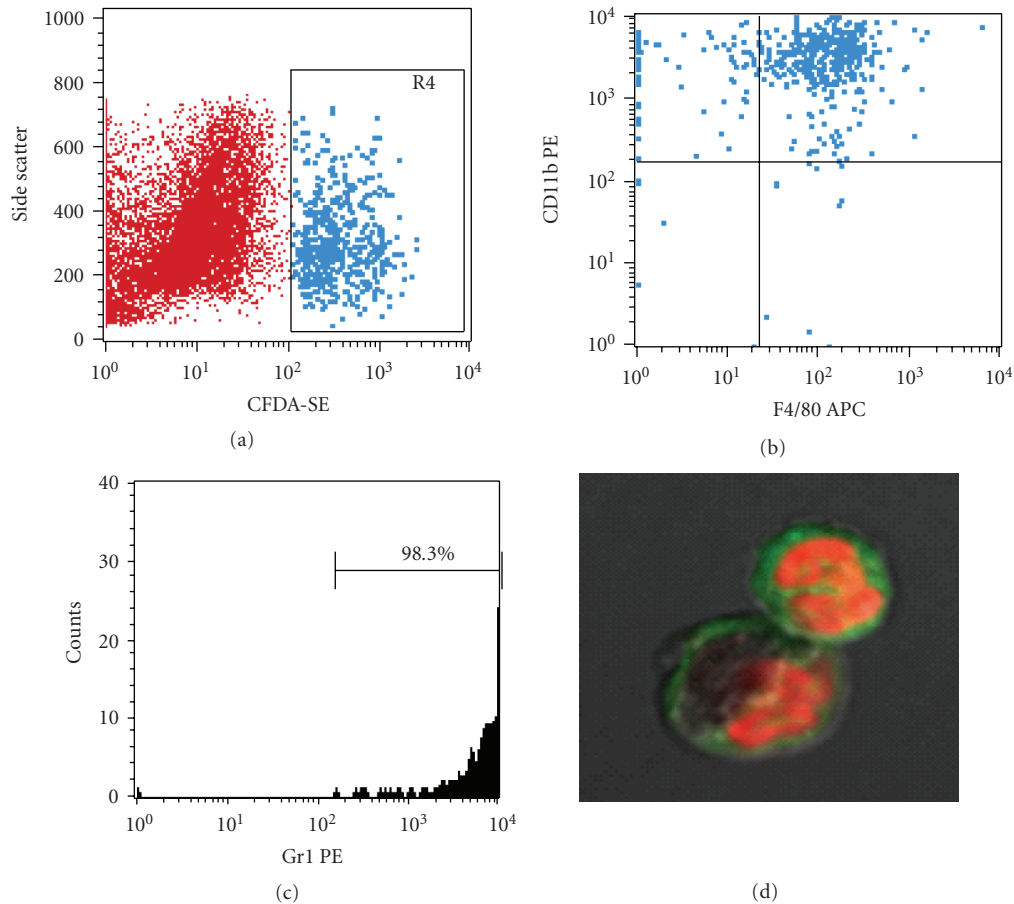 1000
800
600
400
200
0
Side scatter
R4
10^0 10^1 10^2 10^3 10^4
CFDA-SE
(a)
10^4
10^3
10^2
10^1
10^0
CD11b PE
10^0 10^1 10^2 10^3 10^4
F4/80 APC
(b)
40
30
20
10
0
Counts
98.3%
10^0 10^1 10^2 10^3 10^4
Gr1 PE
(c)
(d)